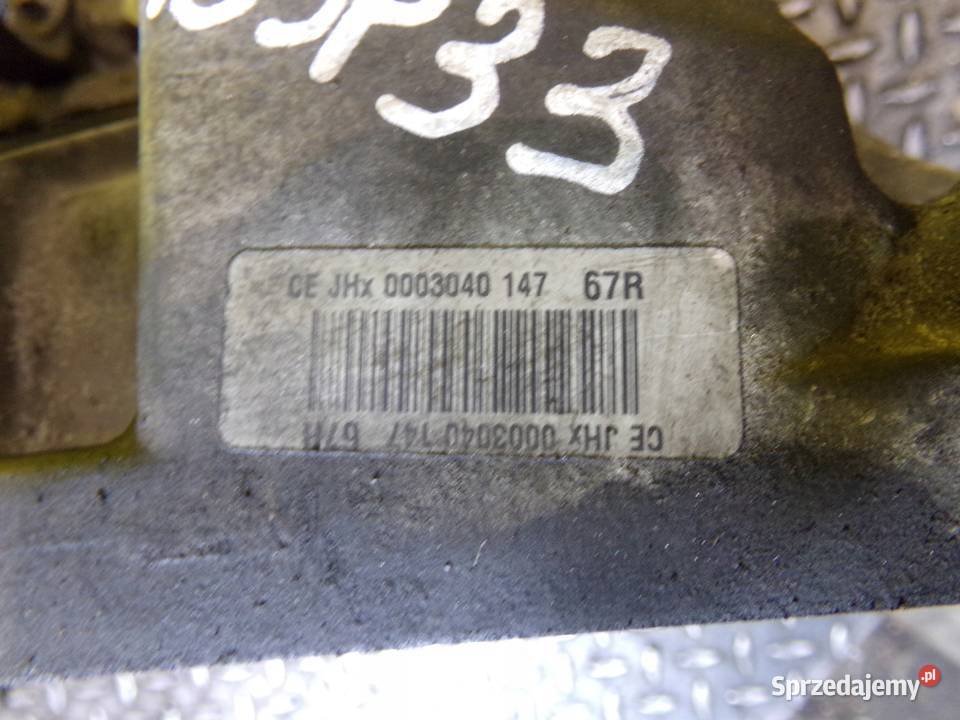 33
CE JHx 0003040 147 67R
CE JHx 0003040 147 67R
Sprzedajemy.pl